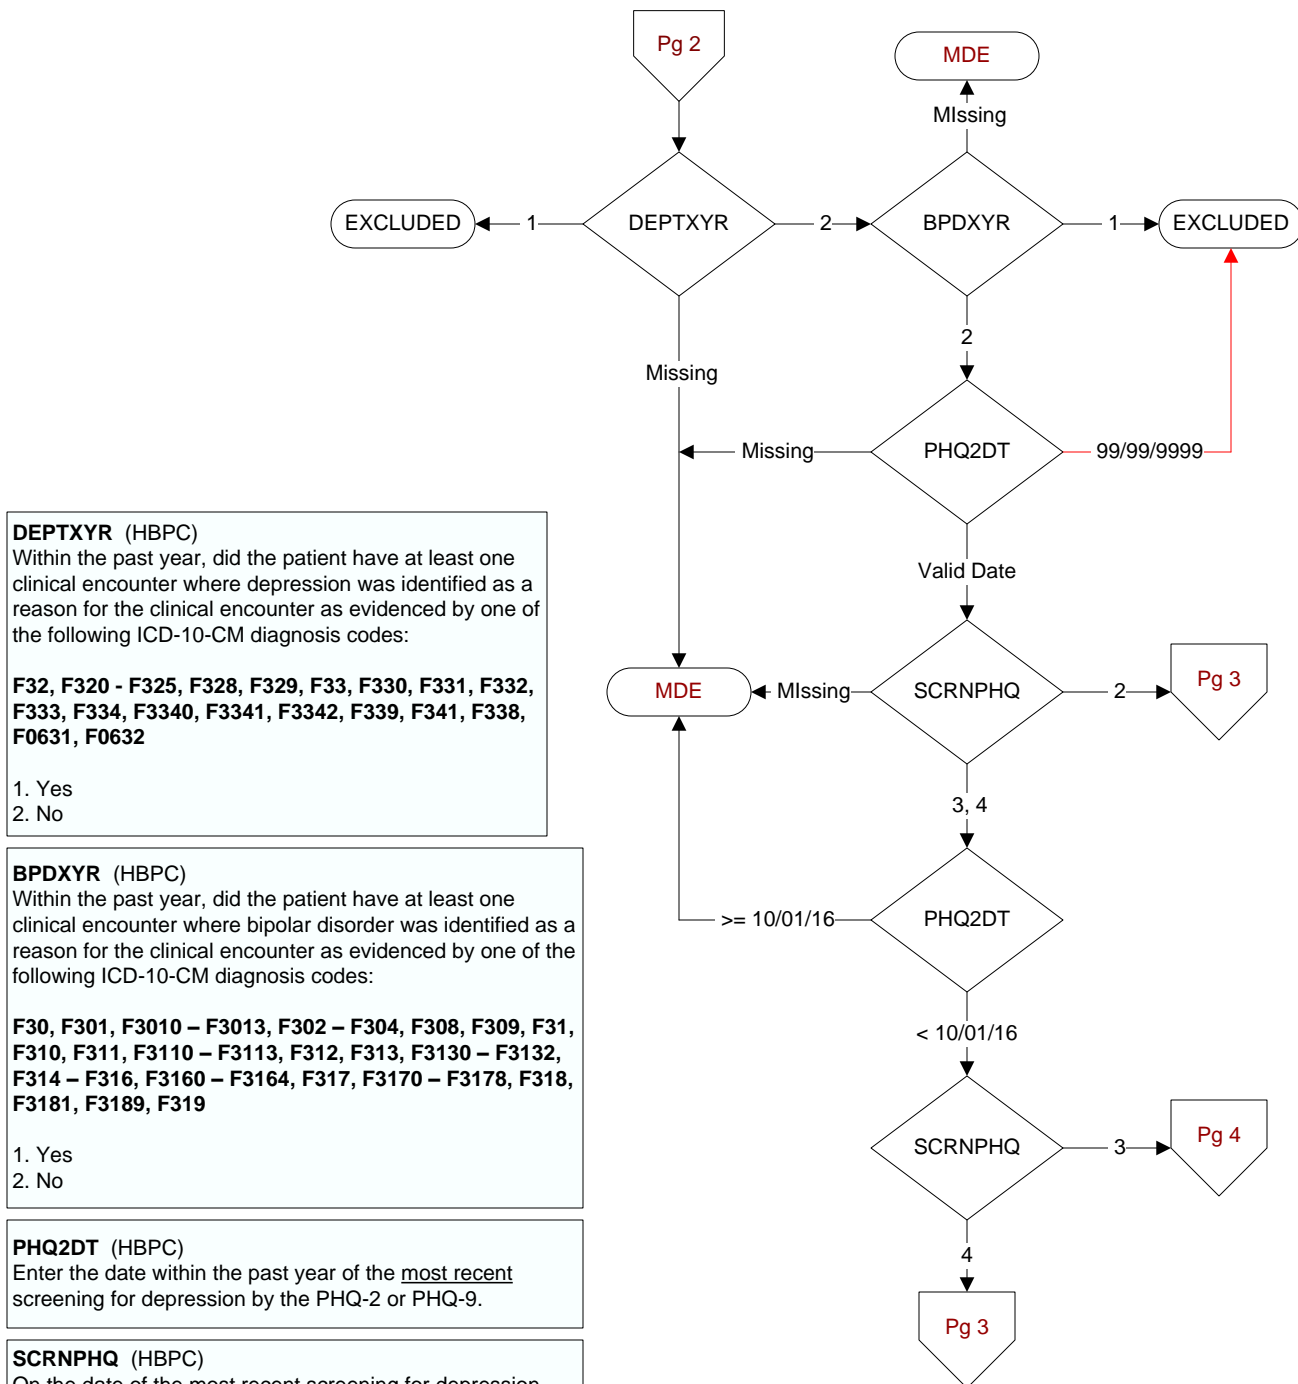 Pg 2
MDE
MIssing
EXCLUDED
1
DEPTXYR
2
BPDXYR
1
EXCLUDED
2
Missing
Missing
PHQ2DT
99/99/9999
Valid Date
MDE
MIssing
SCRNPHQ
2
Pg 3
3, 4
>= 10/01/16
PHQ2DT
< 10/01/16
SCRNPHQ
3
Pg 4
4
Pg 3
DEPTXYR (HBPC)
Within the past year, did the patient have at least one
clinical encounter where depression was identified as a
reason for the clinical encounter as evidenced by one of
the following ICD-10-CM diagnosis codes:
F32, F320 - F325, F328, F329, F33, F330, F331, F332,
F333, F334, F3340, F3341, F3342, F339, F341, F338,
F0631, F0632
1. Yes
2. No
BPDXYR (HBPC)
Within the past year, did the patient have at least one
clinical encounter where bipolar disorder was identified as a
reason for the clinical encounter as evidenced by one of the
following ICD-10-CM diagnosis codes:
F30, F301, F3010 – F3013, F302 – F304, F308, F309, F31,
F310, F311, F3110 – F3113, F312, F313, F3130 – F3132,
F314 – F316, F3160 – F3164, F317, F3170 – F3178, F318,
F3181, F3189, F319
1. Yes
2. No
PHQ2DT (HBPC)
Enter the date within the past year of the most recent
screening for depression by the PHQ-2 or PHQ-9.
SCRNPHQ (HBPC)
On the date of the most recent screening for depression